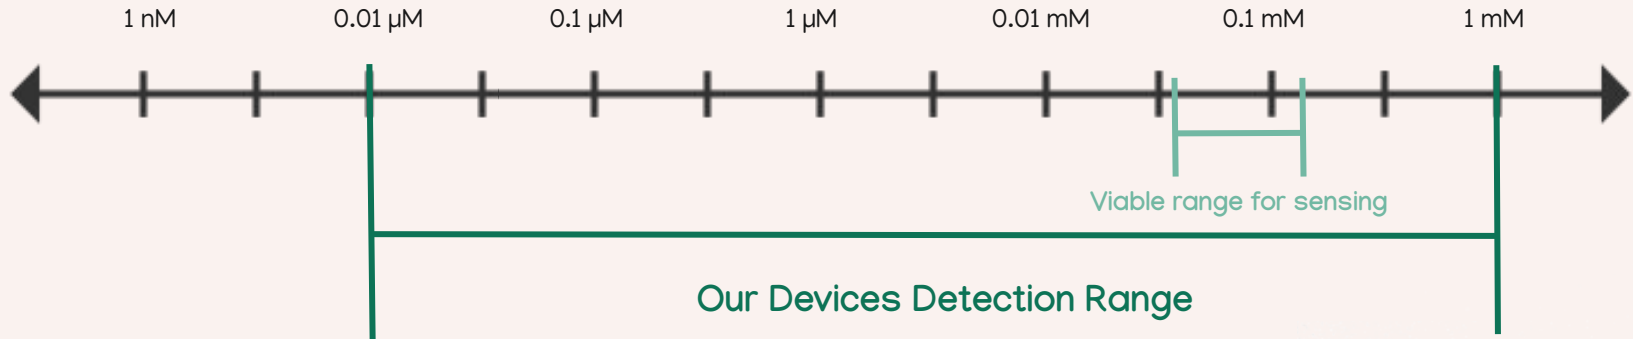 1 nM 0.01 µM 0.1 µM 1 µM 0.01 mM 0.1 mM 1 mM
Viable range for sensing
Our Devices Detection Range